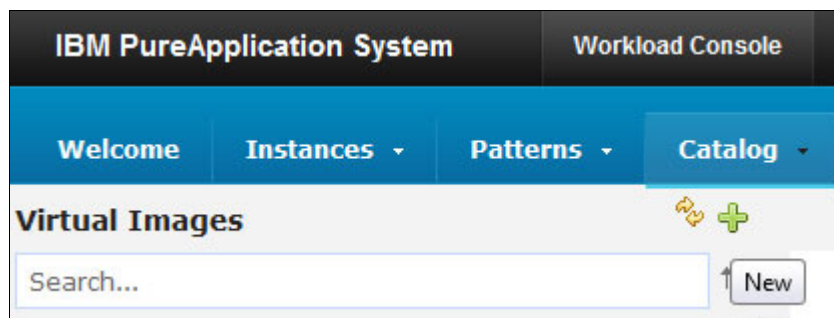 IBM PureApplication System Workload Console
Welcome Instances Patterns Catalog
Virtual Images
Search... New